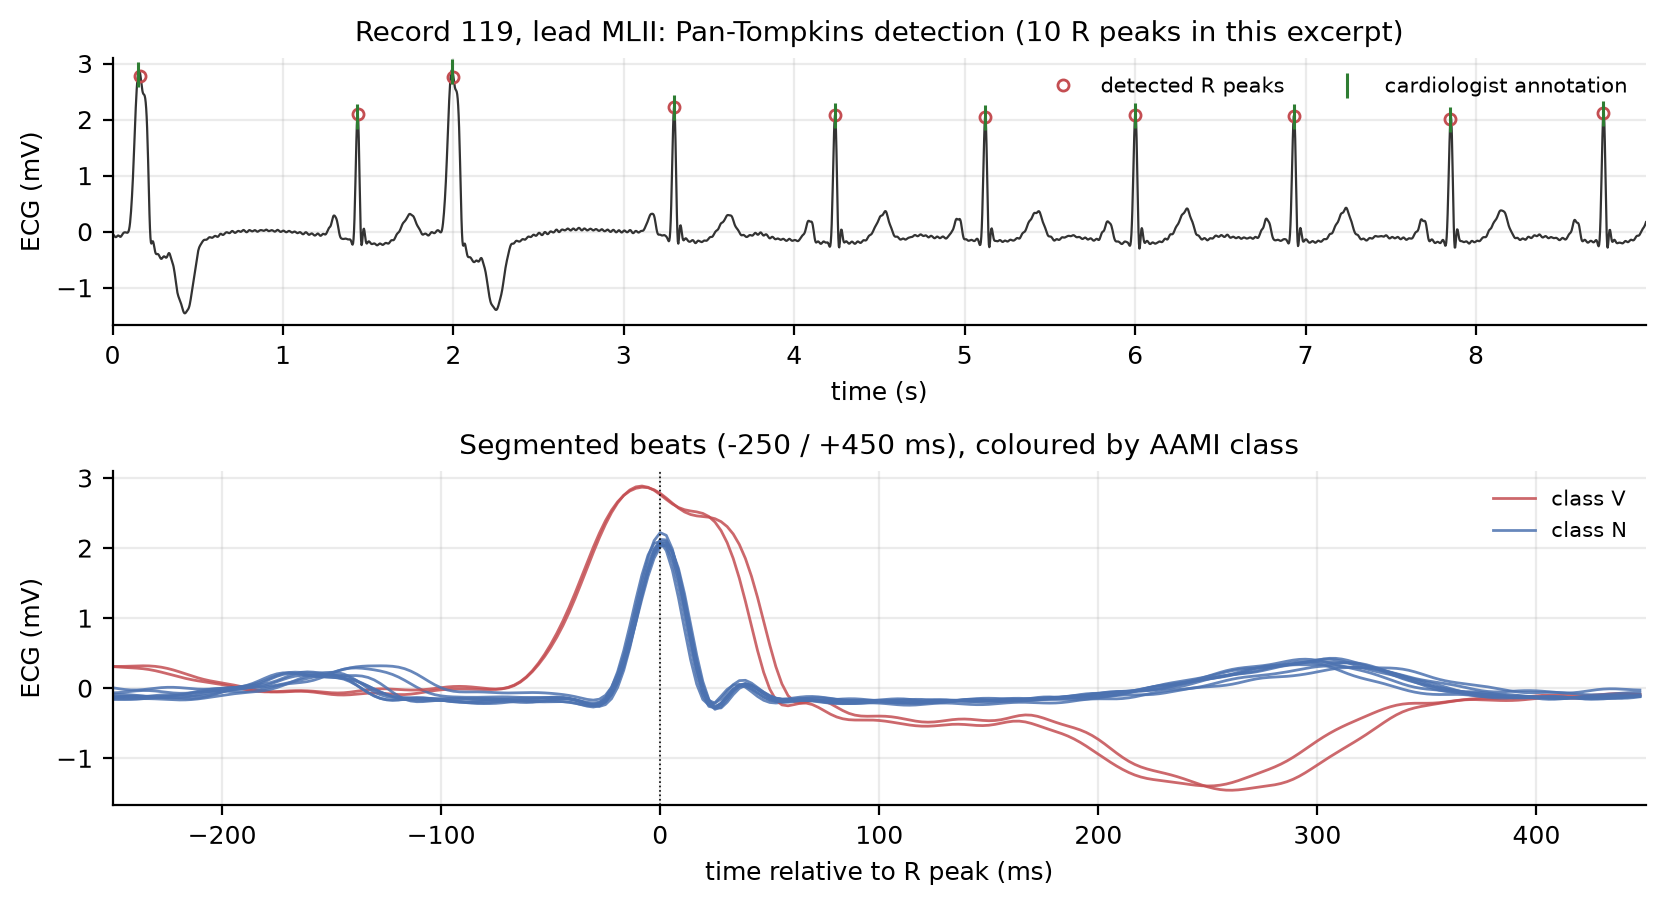 Record 119, lead MLII: Pan-Tompkins detection (10 R peaks in this excerpt)
detected R peaks
cardiologist annotation
ECG (mV)
3
2
1
0
−1
0 1 2 3 4 5 6 7 8
time (s)
Segmented beats (-250 / +450 ms), coloured by AAMI class
class V
class N
ECG (mV)
3
2
1
0
−1
−200 −100 0 100 200 300 400
time relative to R peak (ms)